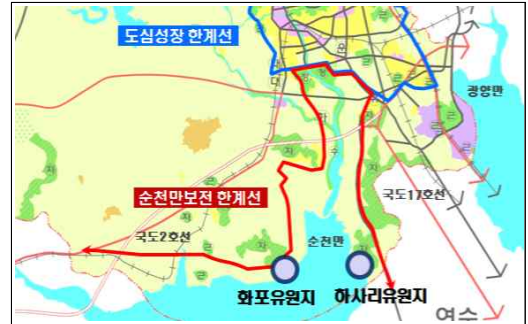 도심성장 한계선
광양만
순천만보전 한계선
국도2호선
국도17호선
순천만
화포유원지
하사리유원지
여수